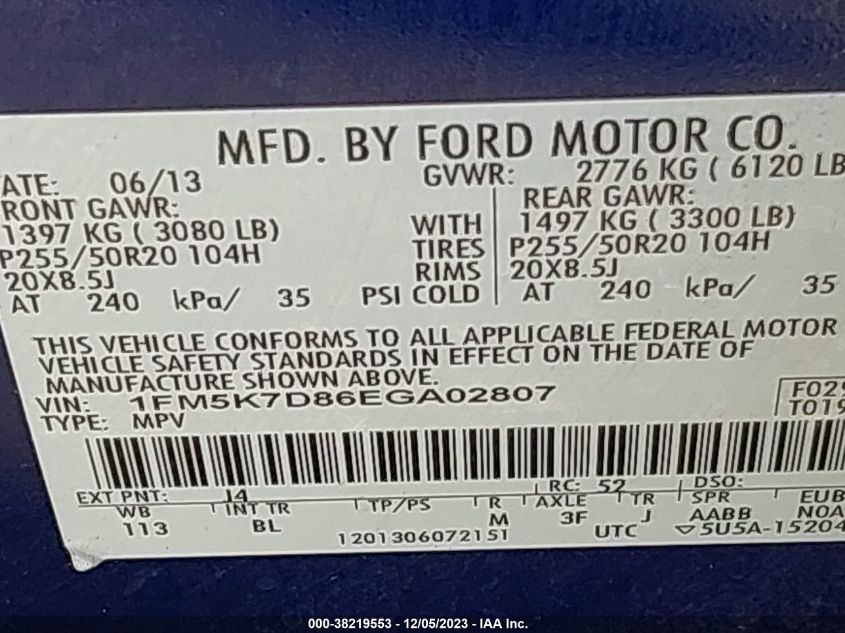 MFD. BY FORD MOTOR CO.
ATE: 06/13 GVWR: 2776 KG ( 6120 LB
RONT GAWR: REAR GAWR:
1397 KG ( 3080 LB) WITH 1497 KG ( 3300 LB)
P255/50R20 104H TIRES P255/50R20 104H
20X8.5J RIMS 20X8.5J
AT 240 kPa/ 35 PSI COLD AT 240 kPa/ 35
THIS VEHICLE CONFORMS TO ALL APPLICABLE FEDERAL MOTOR
VEHICLE SAFETY STANDARDS IN EFFECT ON THE DATE OF
MANUFACTURE SHOWN ABOVE.
VIN: 1FM5K7D86EGA02807 F029
TYPE: MPV T019
EXT PNT: J4 RC: 52 DSO:
WB INT TR TP/PS R AXLE TR SPR EUB
113 BL M 3F J AABB NOA
1201306072151 UTC ▽5U5A-15204
000-38219553 - 12/05/2023 - IAA Inc.